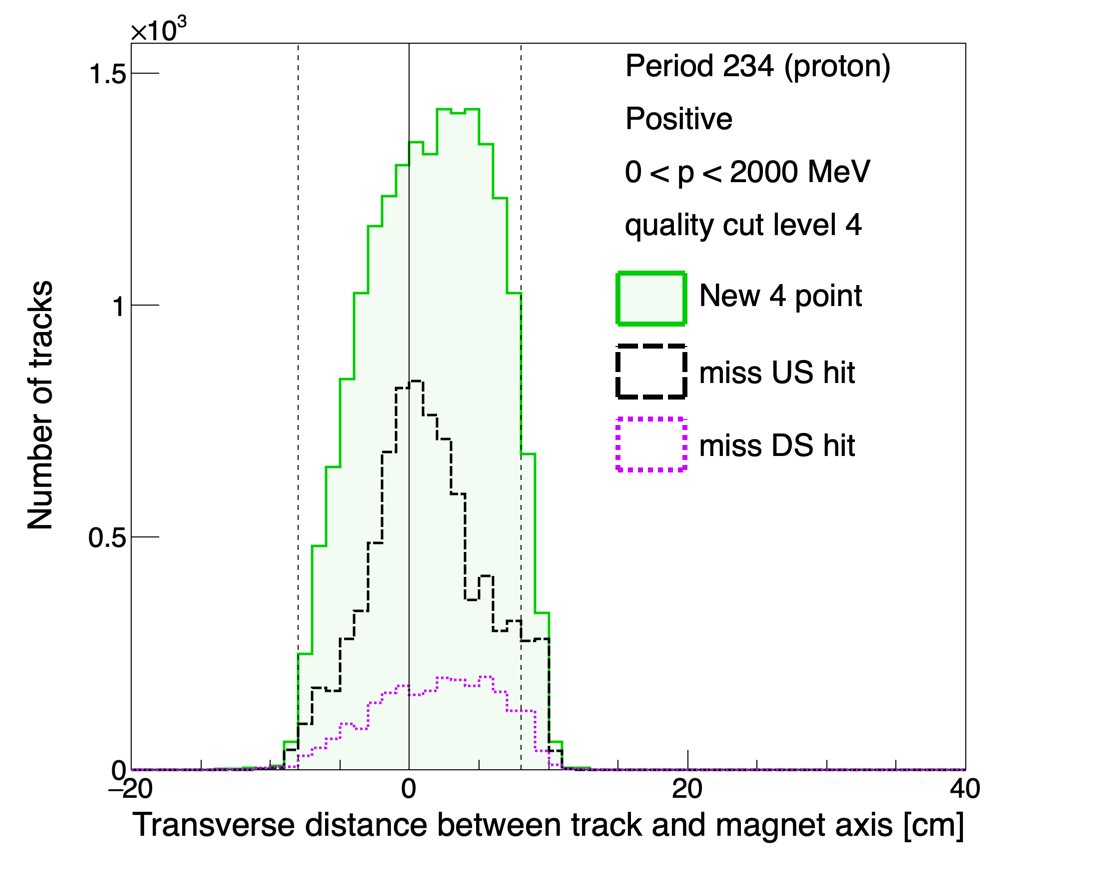 ×10³
1.5
1
0.5
0
Number of tracks
Period 234 (proton)
Positive
0 < p < 2000 MeV
quality cut level 4
New 4 point
miss US hit
miss DS hit
−20 0 20 40
Transverse distance between track and magnet axis [cm]